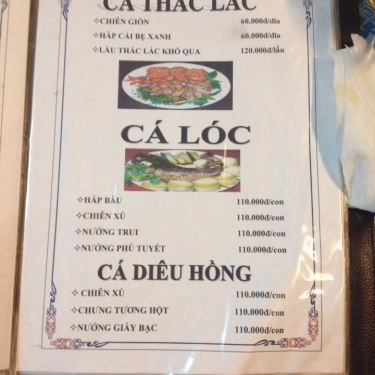 CÁ THÁC LÁC
✧CHIÊN GIÒN 60.000đ/dĩa
✧HẤP CẢI BẸ XANH 60.000đ/dĩa
✧LẨU THÁC LÁC KHỔ QUA 120.000đ/lẩu
CÁ LÓC
✧HẤP BẦU 110.000đ/con
✧CHIÊN XÙ 110.000đ/con
✧NƯỚNG TRUI 110.000đ/con
✧NƯỚNG PHỦ TUYẾT 110.000đ/con
CÁ DIÊU HỒNG
✧CHIÊN XÙ 110.000đ/con
✧CHƯNG TƯƠNG HỘT 110.000đ/con
✧NƯỚNG GIẤY BẠC 110.000đ/con